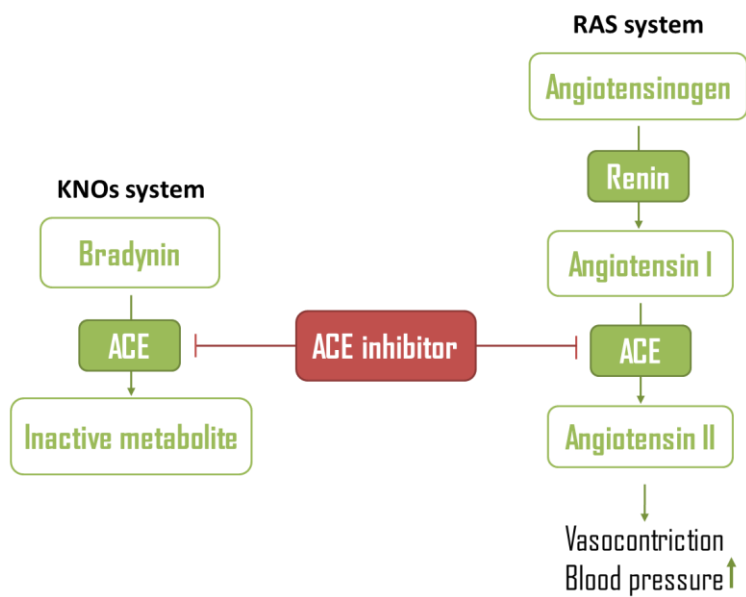 RAS system
Angiotensinogen
Renin
KNOs system
Bradynin
Angiotensin I
ACE
ACE inhibitor
ACE
Inactive metabolite
Angiotensin II
Vasocontriction
Blood pressure